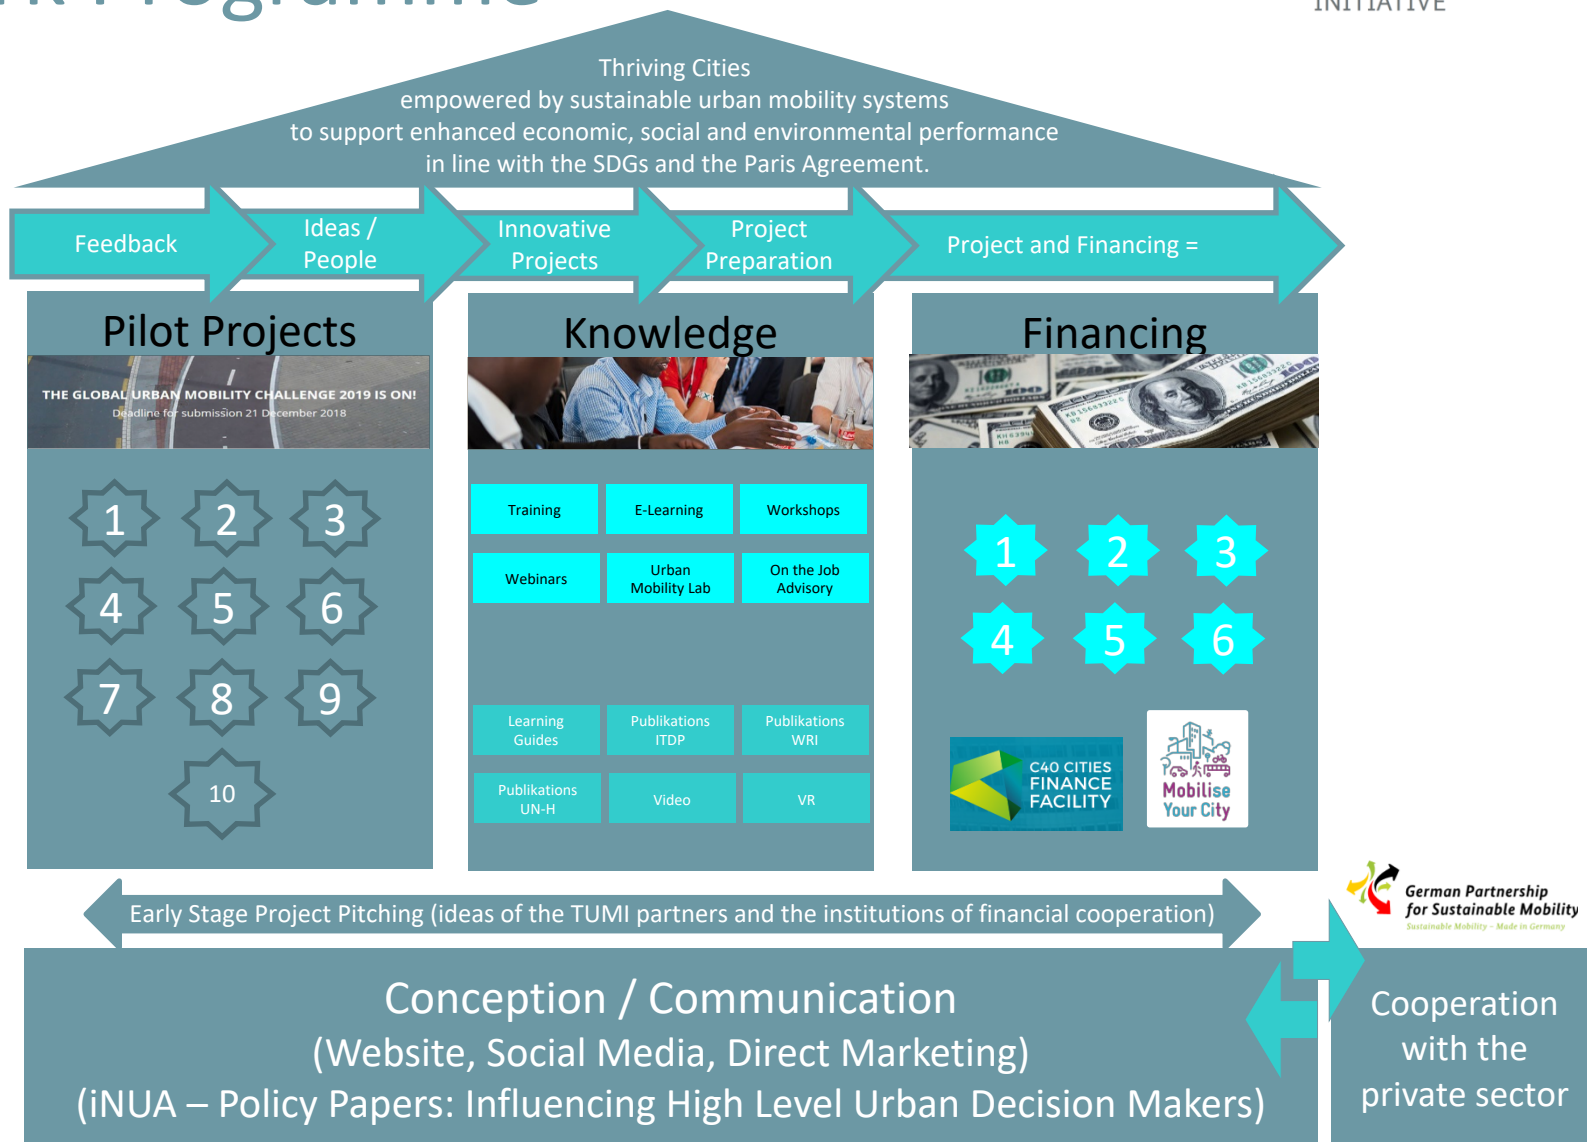 Programme
INITIATIVE
Thriving Cities
empowered by sustainable urban mobility systems
to support enhanced economic, social and environmental performance
in line with the SDGs and the Paris Agreement.
Feedback
Ideas /
People
Innovative
Projects
Project
Preparation
Project and Financing =
Pilot Projects
THE GLOBAL URBAN MOBILITY CHALLENGE 2019 IS ON!
Deadline for submission 21 December 2018
1
2
3
4
5
6
7
8
9
10
Knowledge
Training
E-Learning
Workshops
Webinars
Urban
Mobility Lab
On the Job
Advisory
Learning
Guides
Publikations
ITDP
Publikations
WRI
Publikations
UN-H
Video
VR
Financing
1
2
3
4
5
6
C40 CITIES
FINANCE
FACILITY
Mobilise
Your City
Early Stage Project Pitching (ideas of the TUMI partners and the institutions of financial cooperation)
German Partnership
for Sustainable Mobility
Sustainable Mobility – Made in Germany
Conception / Communication
(Website, Social Media, Direct Marketing)
(iNUA – Policy Papers: Influencing High Level Urban Decision Makers)
Cooperation
with the
private sector